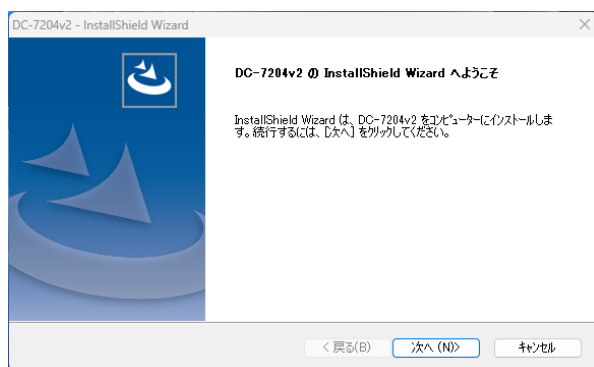 DC-7204v2 - InstallShield Wizard
DC-7204v2 の InstallShield Wizard へようこそ
InstallShield Wizard は、DC-7204v2 をコンピューターにインストールしま
す。続行するには、[次へ] をクリックしてください。
< 戻る(B)
次へ (N)>
キャンセル